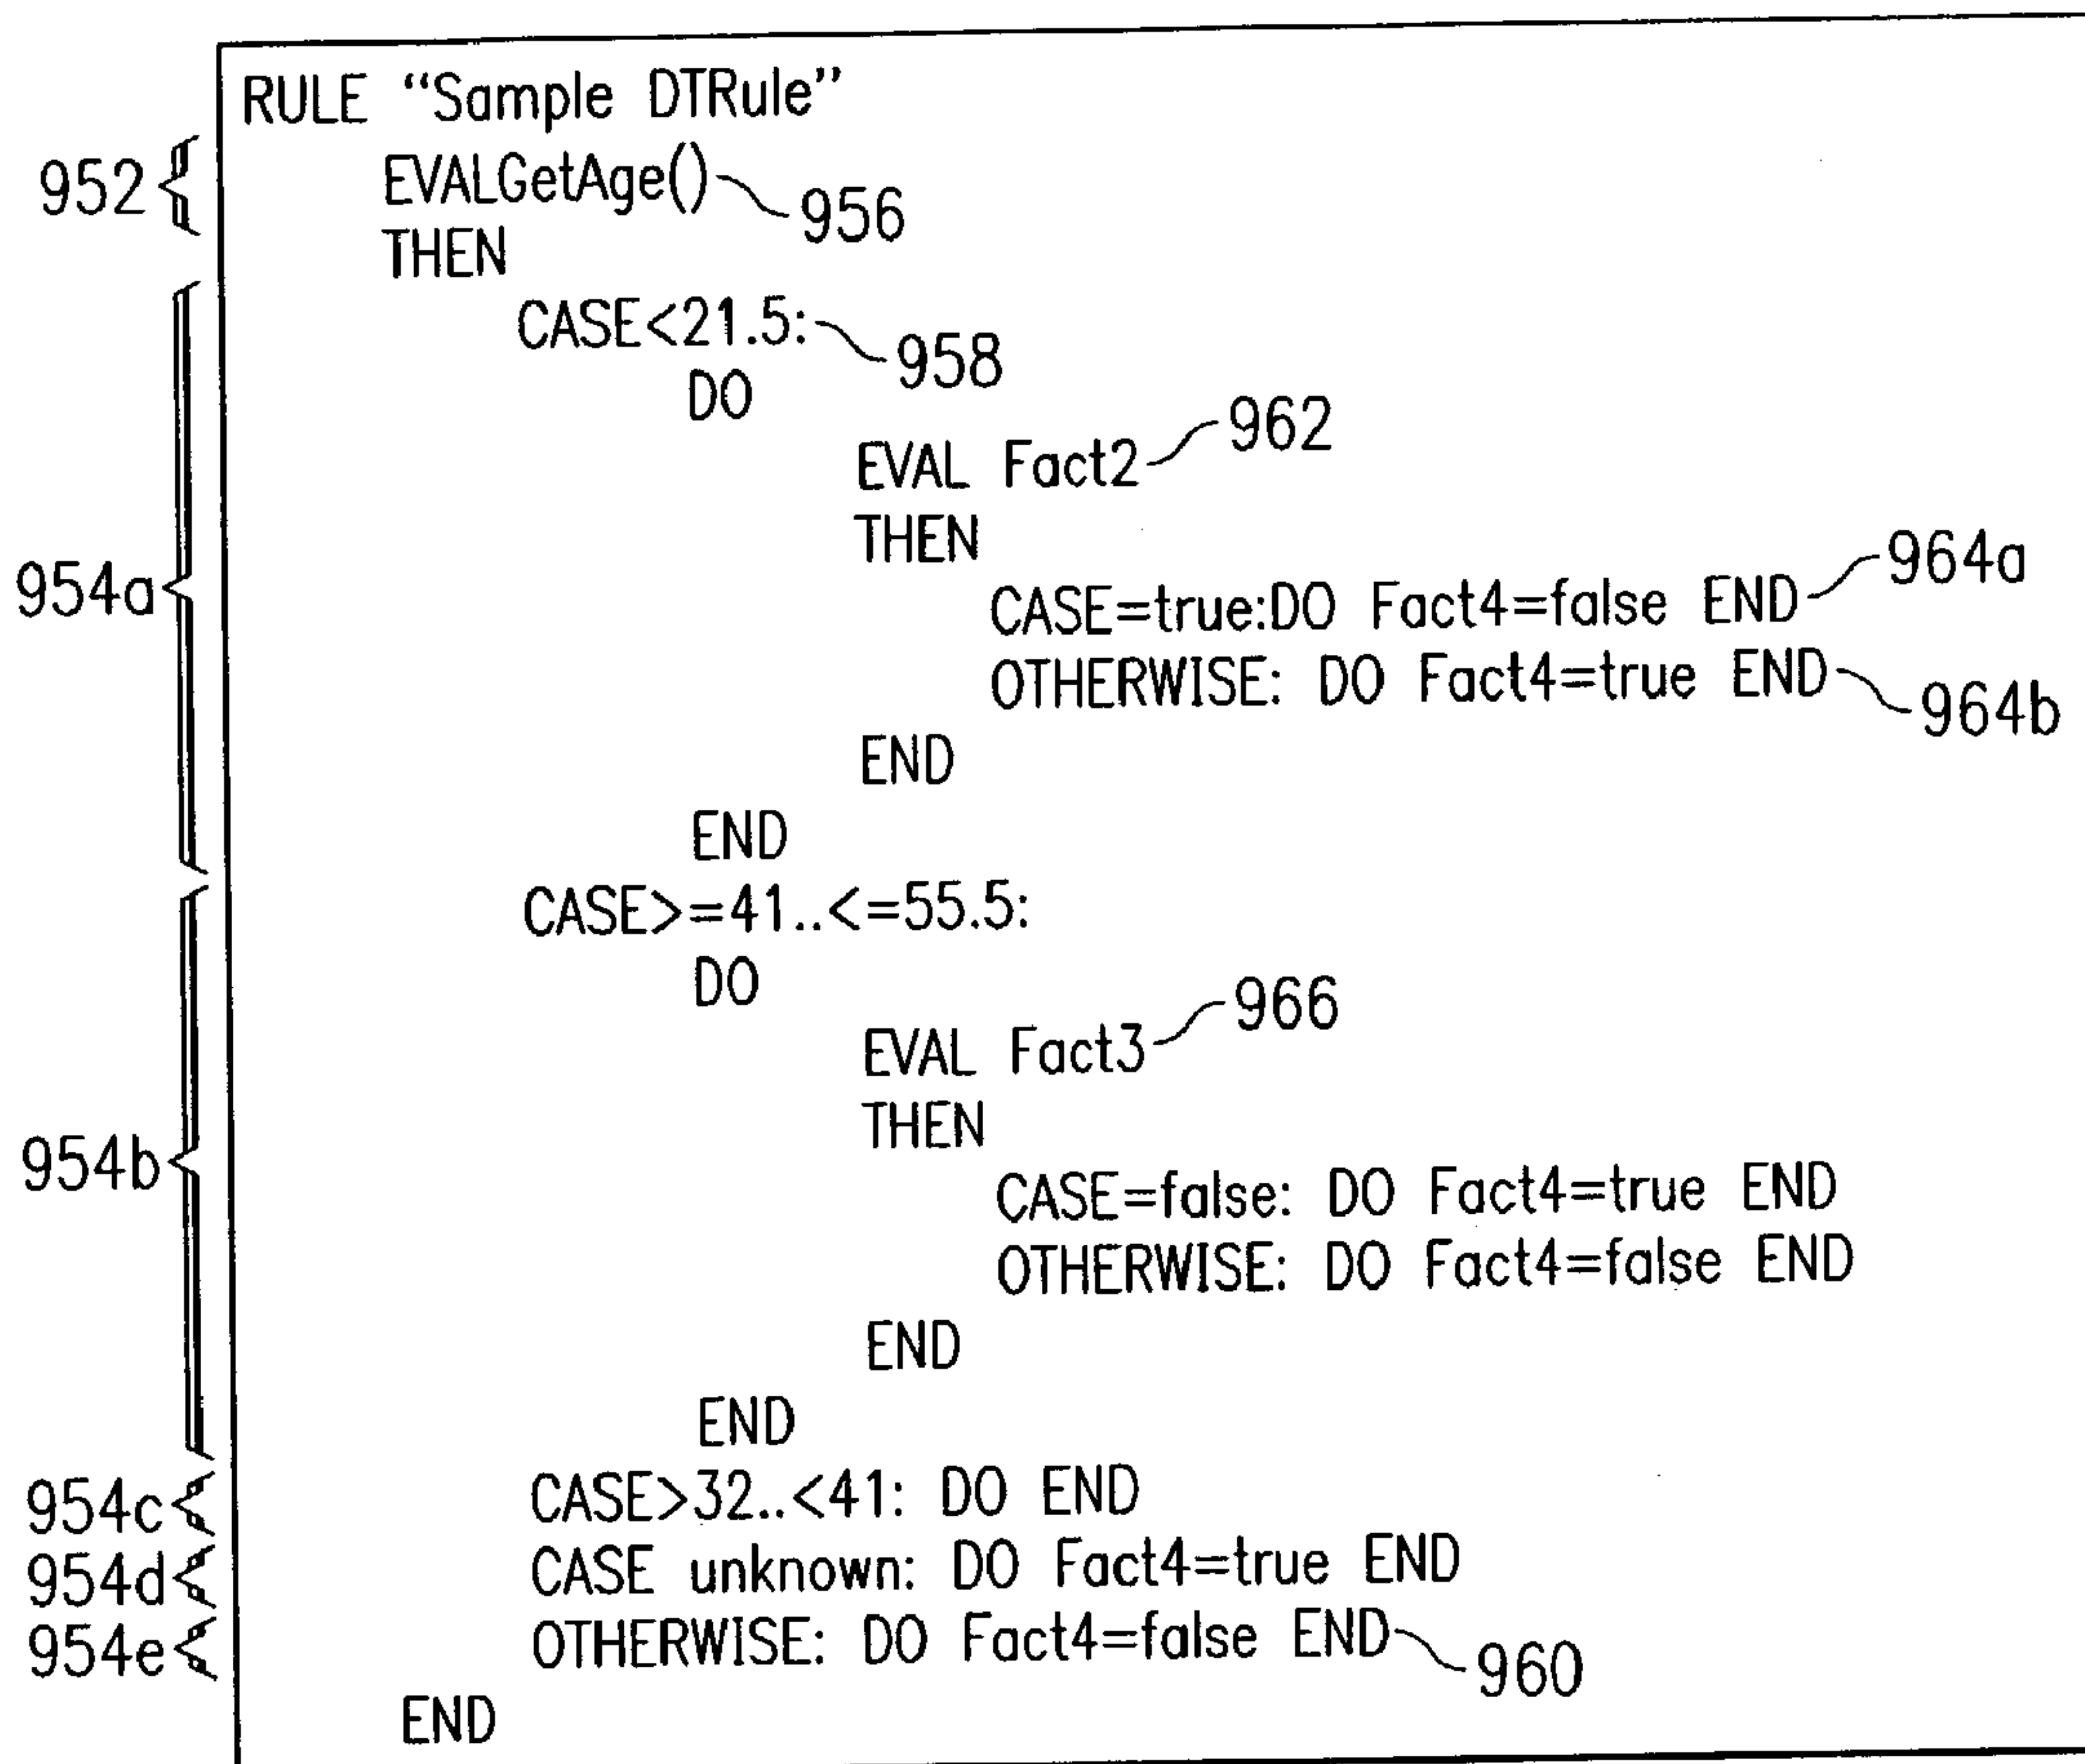 RULE “Sample DTRule”
952 EVALGetAge() 956
THEN
CASE<21.5: 958
DO
EVAL Fact2 962
THEN
954a CASE=true:DO Fact4=false END 964a
OTHERWISE: DO Fact4=true END 964b
END
END
CASE>=41..<=55.5:
DO
EVAL Fact3 966
THEN
954b CASE=false: DO Fact4=true END
OTHERWISE: DO Fact4=false END
END
END
954c CASE>32..<41: DO END
954d CASE unknown: DO Fact4=true END
954e OTHERWISE: DO Fact4=false END 960
END